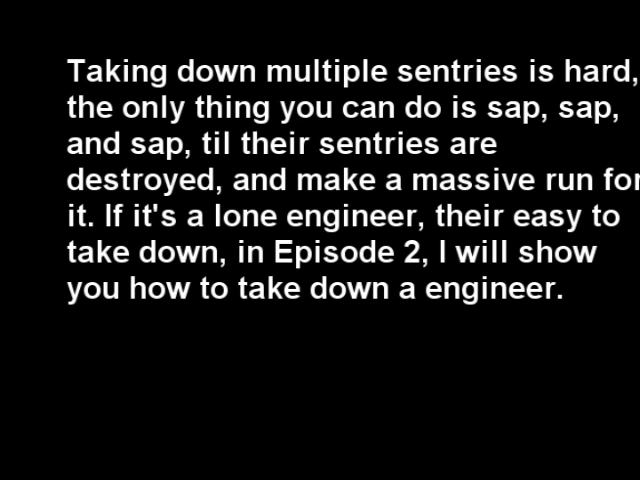 Taking down multiple sentries is hard,
the only thing you can do is sap, sap,
and sap, til their sentries are
destroyed, and make a massive run for
it. If it's a lone engineer, their easy to
take down, in Episode 2, I will show
you how to take down a engineer.